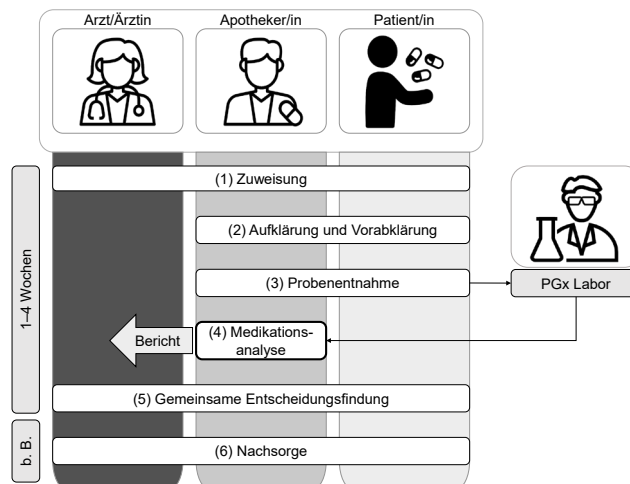 Arzt/Ärztin
Apotheker/in
Patient/in
1–4 Wochen
(1) Zuweisung
(2) Aufklärung und Vorabklärung
(3) Probenentnahme
PGx Labor
Bericht
(4) Medikations-
analyse
(5) Gemeinsame Entscheidungsfindung
b. B.
(6) Nachsorge